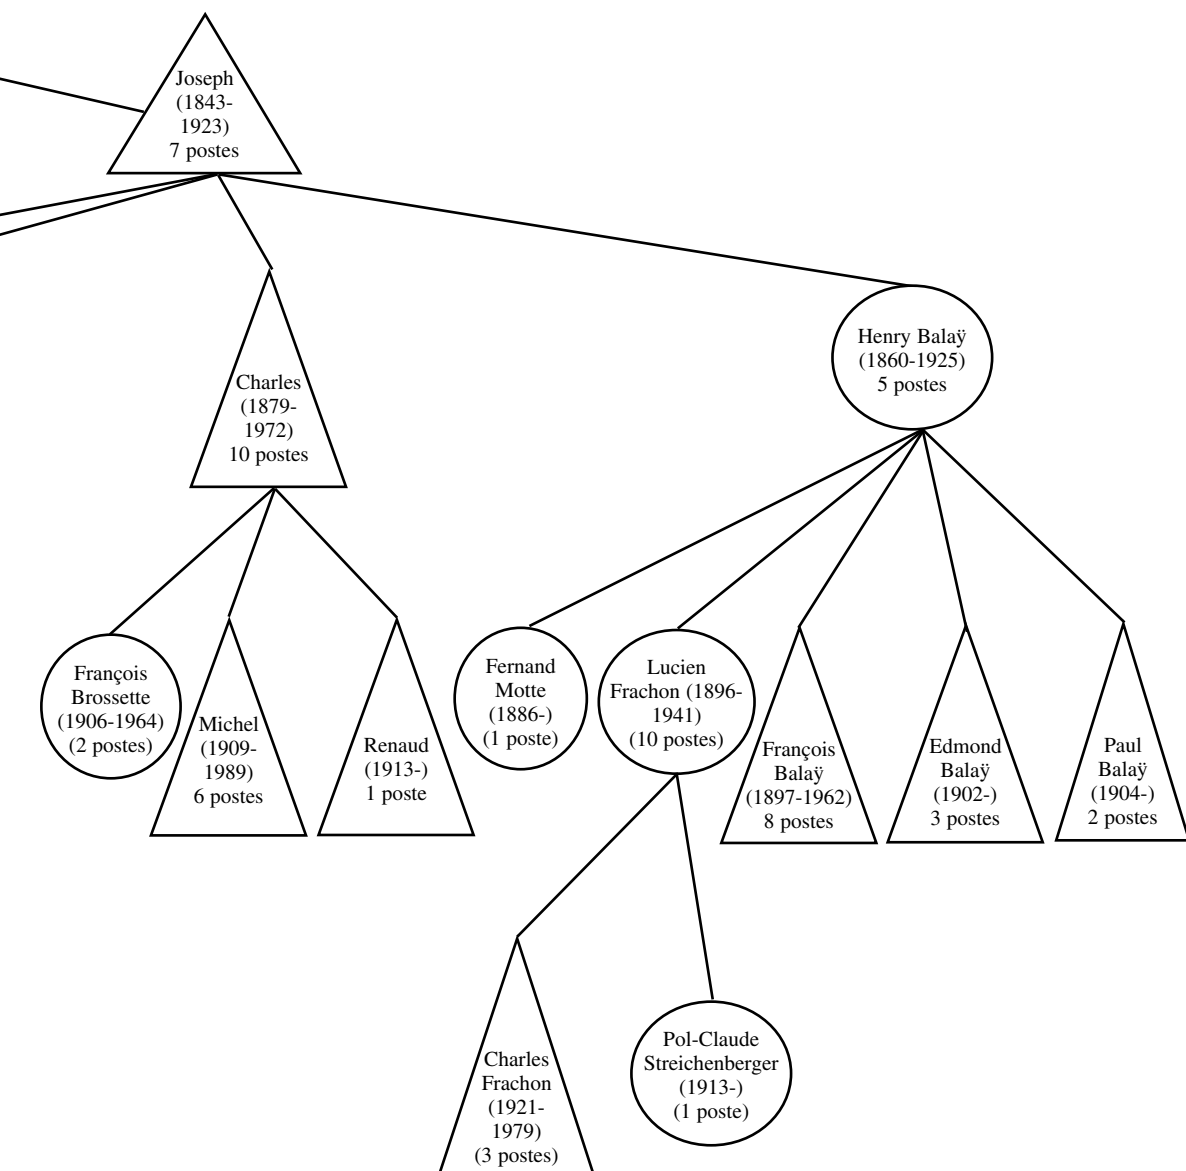 Joseph
(1843-
1923)
7 postes
Henry Balaÿ
(1860-1925)
5 postes
Charles
(1879-
1972)
10 postes
François
Brossette
(1906-1964)
(2 postes)
Michel
(1909-
1989)
6 postes
Renaud
(1913-)
1 poste
Fernand
Motte
(1886-)
(1 poste)
Lucien
Frachon (1896-
1941)
(10 postes)
François
Balaÿ
(1897-1962)
8 postes
Edmond
Balaÿ
(1902-)
3 postes
Paul
Balaÿ
(1904-)
2 postes
Charles
Frachon
(1921-
1979)
(3 postes)
Pol-Claude
Streichenberger
(1913-)
(1 poste)